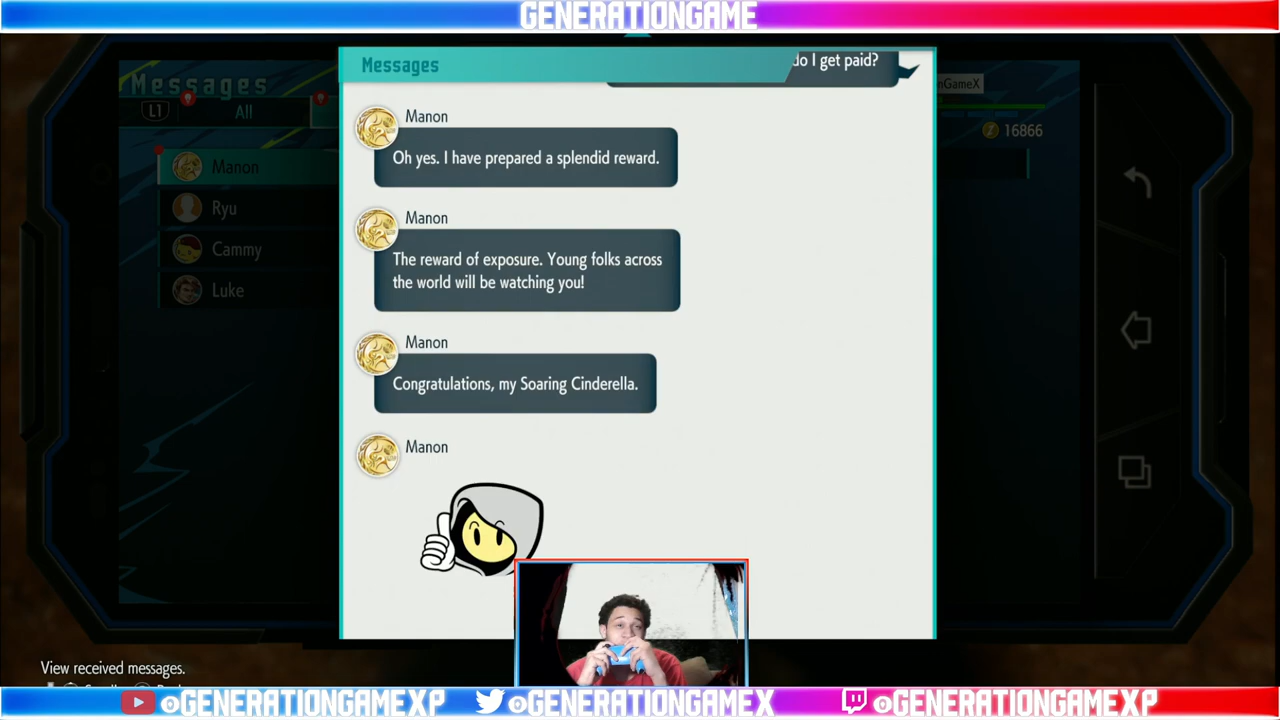 GENERATIONGAME
Messages
L1
All
Manon
Ryu
Cammy
Luke
Messages
do I get paid?
nGameX
16866
Manon
Oh yes. I have prepared a splendid reward.
Manon
The reward of exposure. Young folks across
the world will be watching you!
Manon
Congratulations, my Soaring Cinderella.
Manon
View received messages.
@GENERATIONGAMEXP
@GENERATIONGAMEX
@GENERATIONGAMEXP